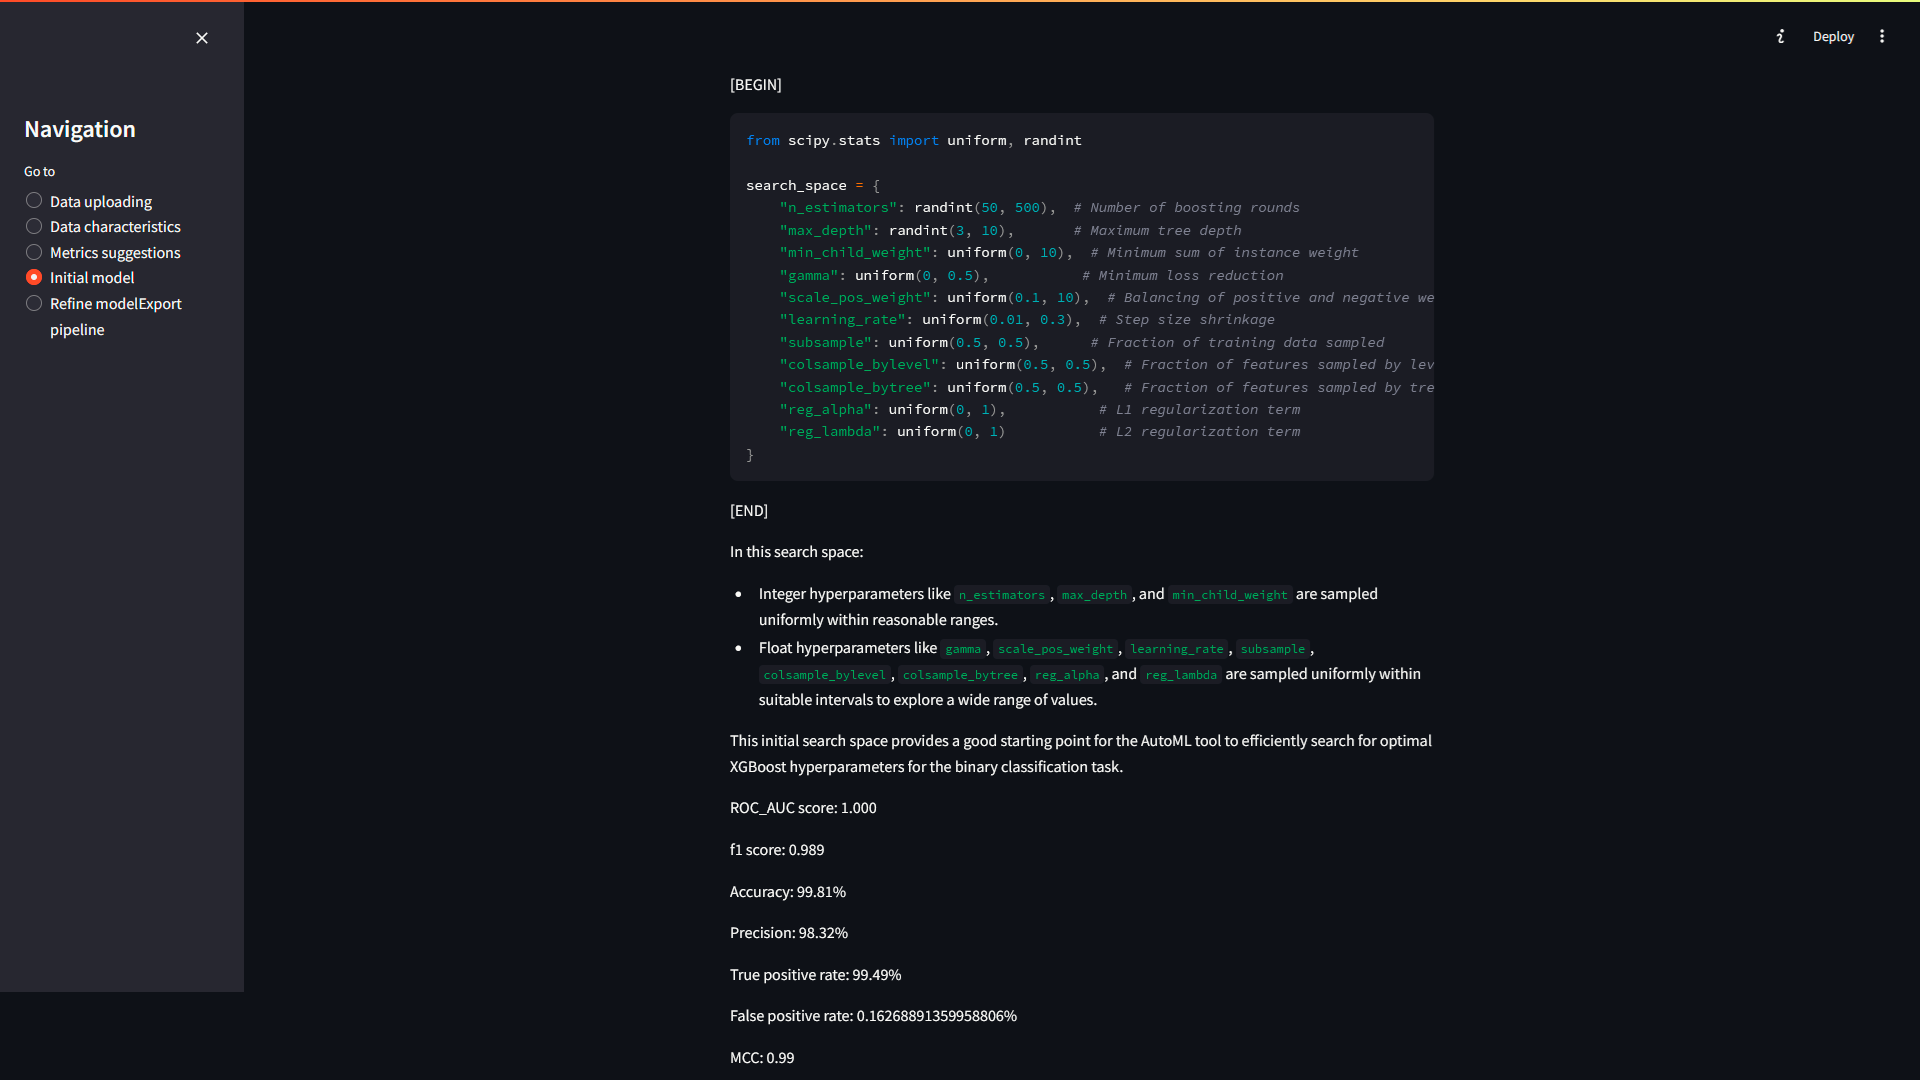 Deploy
Navigation
Go to
Data uploading
Data characteristics
Metrics suggestions
Initial model
Refine modelExport
pipeline
[BEGIN]
from scipy.stats import uniform, randint
search_space = {
    "n_estimators": randint(50, 500),  # Number of boosting rounds
    "max_depth": randint(3, 10),       # Maximum tree depth
    "min_child_weight": uniform(0, 10),  # Minimum sum of instance weight
    "gamma": uniform(0, 0.5),           # Minimum loss reduction
    "scale_pos_weight": uniform(0.1, 10),  # Balancing of positive and negative we
    "learning_rate": uniform(0.01, 0.3),  # Step size shrinkage
    "subsample": uniform(0.5, 0.5),      # Fraction of training data sampled
    "colsample_bylevel": uniform(0.5, 0.5),  # Fraction of features sampled by lev
    "colsample_bytree": uniform(0.5, 0.5),   # Fraction of features sampled by tre
    "reg_alpha": uniform(0, 1),           # L1 regularization term
    "reg_lambda": uniform(0, 1)           # L2 regularization term
}
[END]
In this search space:
• Integer hyperparameters like n_estimators, max_depth, and min_child_weight are sampled
uniformly within reasonable ranges.
• Float hyperparameters like gamma, scale_pos_weight, learning_rate, subsample,
colsample_bylevel, colsample_bytree, reg_alpha, and reg_lambda are sampled uniformly within
suitable intervals to explore a wide range of values.
This initial search space provides a good starting point for the AutoML tool to efficiently search for optimal
XGBoost hyperparameters for the binary classification task.
ROC_AUC score: 1.000
f1 score: 0.989
Accuracy: 99.81%
Precision: 98.32%
True positive rate: 99.49%
False positive rate: 0.16268891359958806%
MCC: 0.99